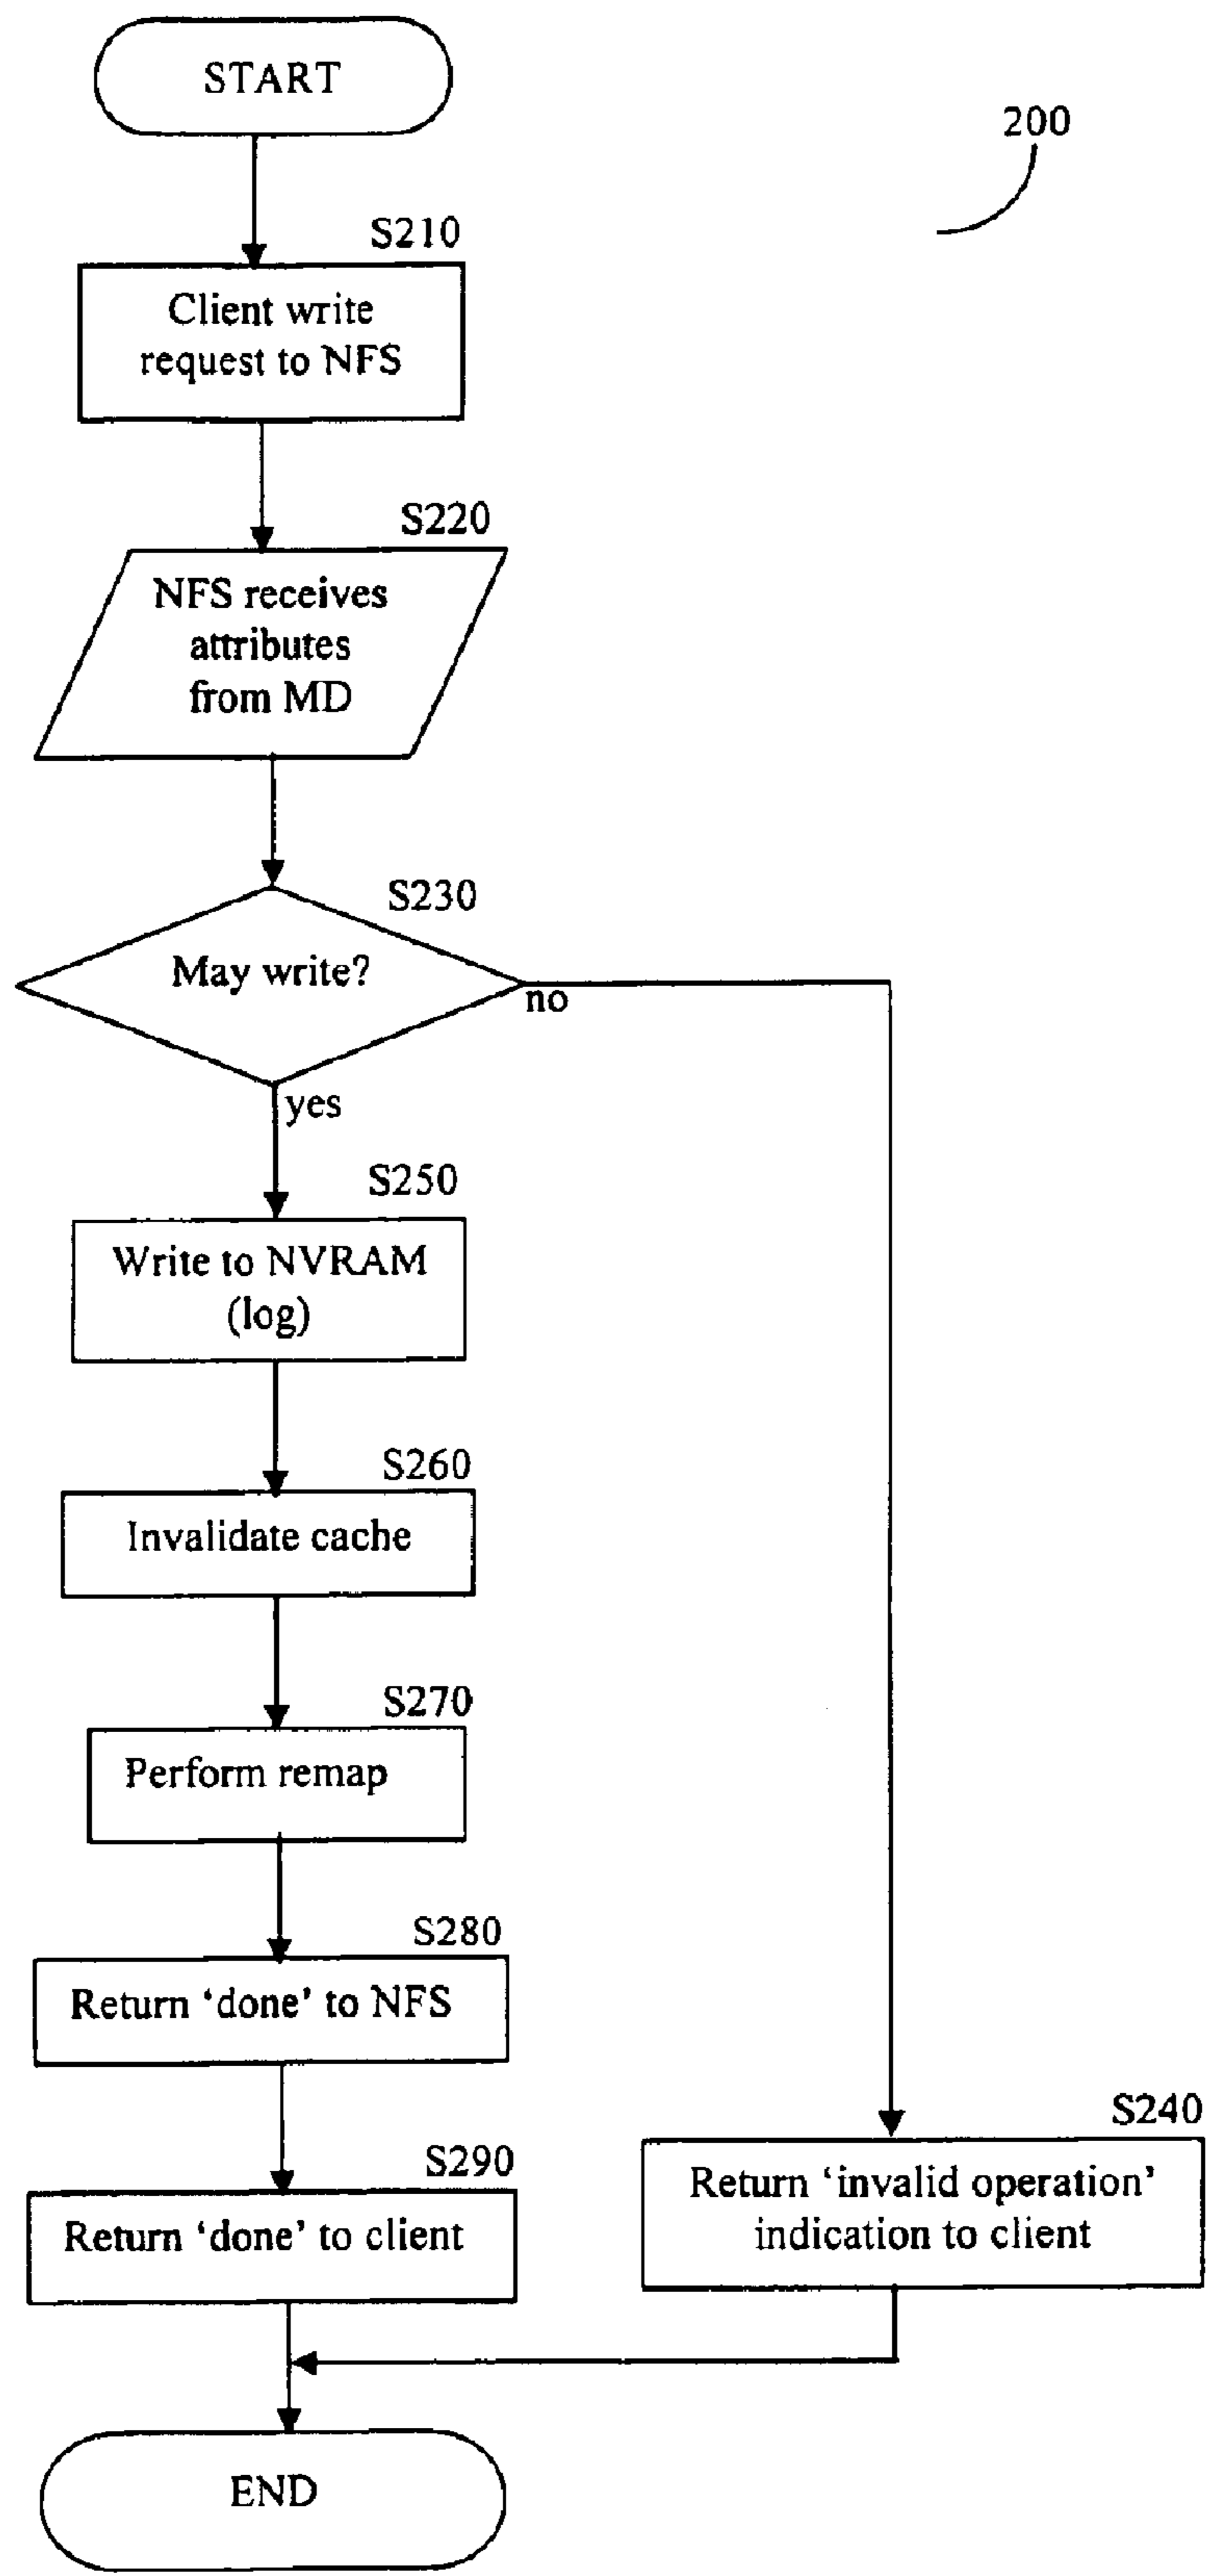 START
200
S210
Client write
request to NFS
S220
NFS receives
attributes
from MD
S230
May write?
no
yes
S250
Write to NVRAM
(log)
S260
Invalidate cache
S270
Perform remap
S280
Return ‘done’ to NFS
S240
Return ‘invalid operation’
indication to client
S290
Return ‘done’ to client
END